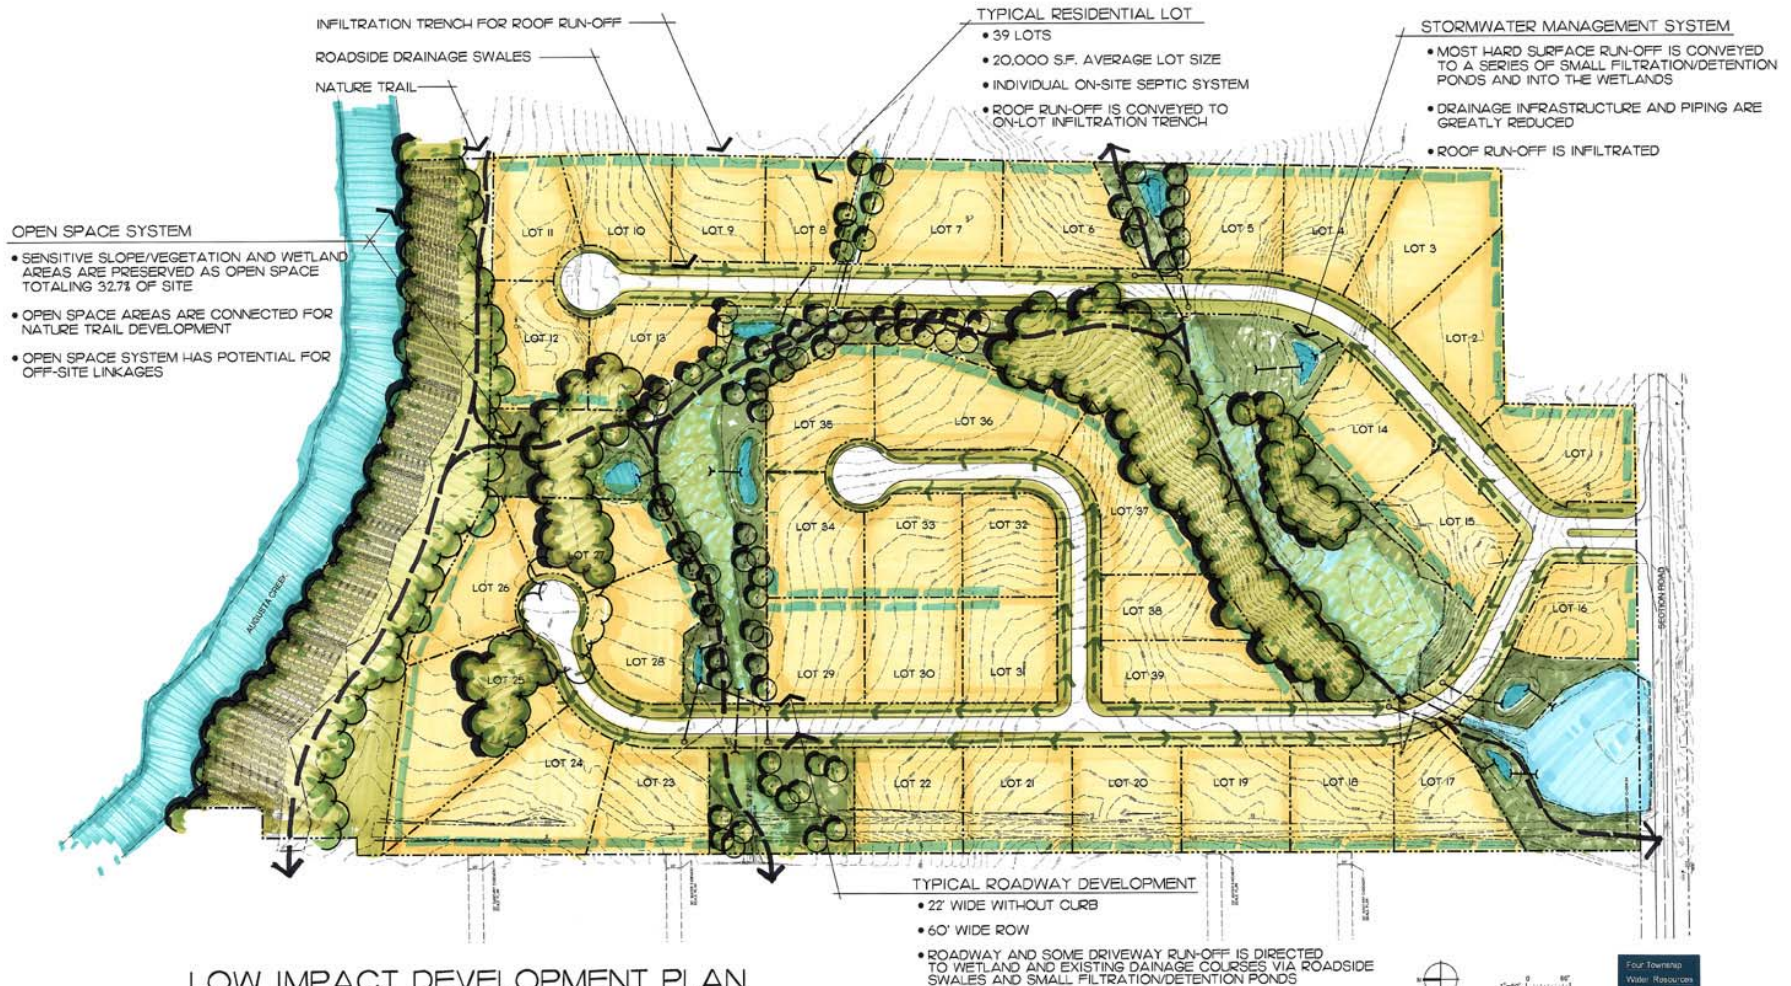 INFILTRATION TRENCH FOR ROOF RUN-OFF
ROADSIDE DRAINAGE SWALES
NATURE TRAIL
TYPICAL RESIDENTIAL LOT
• 39 LOTS
• 20,000 S.F. AVERAGE LOT SIZE
• INDIVIDUAL ON-SITE SEPTIC SYSTEM
• ROOF RUN-OFF IS CONVEYED TO
ON-LOT INFILTRATION TRENCH
STORMWATER MANAGEMENT SYSTEM
• MOST HARD SURFACE RUN-OFF IS CONVEYED
TO A SERIES OF SMALL FILTRATION/DETENTION
PONDS AND INTO THE WETLANDS
• DRAINAGE INFRASTRUCTURE AND PIPING ARE
GREATLY REDUCED
• ROOF RUN-OFF IS INFILTRATED
OPEN SPACE SYSTEM
• SENSITIVE SLOPE/VEGETATION AND WETLAND
AREAS ARE PRESERVED AS OPEN SPACE
TOTALING 32.7% OF SITE
• OPEN SPACE AREAS ARE CONNECTED FOR
NATURE TRAIL DEVELOPMENT
• OPEN SPACE SYSTEM HAS POTENTIAL FOR
OFF-SITE LINKAGES
LOT 11
LOT 10
LOT 9
LOT 8
LOT 7
LOT 6
LOT 5
LOT 4
LOT 3
LOT 2
LOT 12
LOT 13
LOT 35
LOT 36
LOT 14
LOT 1
LOT 34
LOT 33
LOT 32
LOT 37
LOT 15
LOT 27
LOT 26
LOT 38
LOT 16
AUGUSTA CREEK
SECTION ROAD
LOT 28
LOT 25
LOT 29
LOT 30
LOT 31
LOT 39
LOT 24
LOT 23
LOT 22
LOT 21
LOT 20
LOT 19
LOT 18
LOT 17
TYPICAL ROADWAY DEVELOPMENT
• 22' WIDE WITHOUT CURB
• 60' WIDE ROW
• ROADWAY AND SOME DRIVEWAY RUN-OFF IS DIRECTED
TO WETLAND AND EXISTING DAINAGE COURSES VIA ROADSIDE
SWALES AND SMALL FILTRATION/DETENTION PONDS
LOW IMPACT DEVELOPMENT PLAN
Four Township
Water Resources